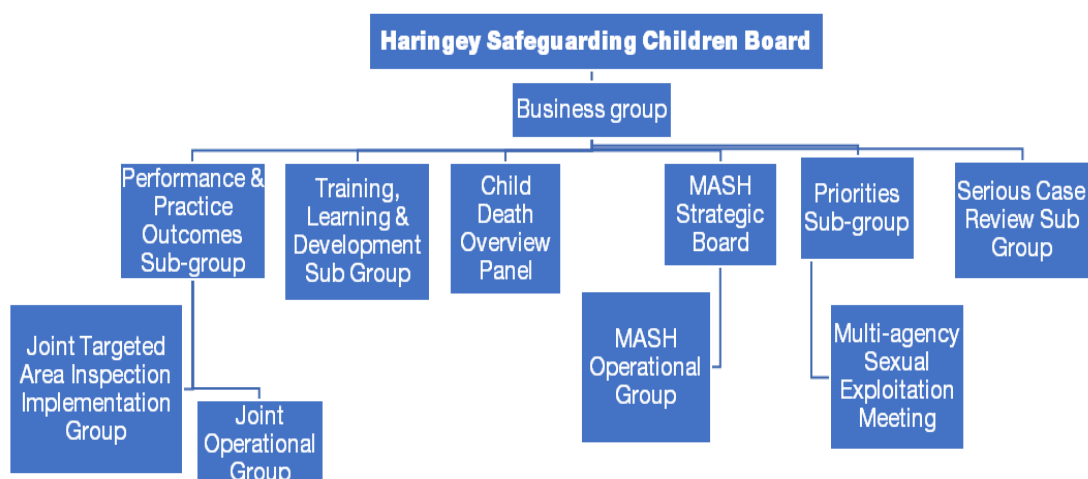 Haringey Safeguarding Children Board
Business group
Performance &
Practice
Outcomes
Sub-group
Training,
Learning &
Development
Sub Group
Child
Death
Overview
Panel
MASH
Strategic
Board
Priorities
Sub-group
Serious Case
Review Sub
Group
Joint Targeted
Area Inspection
Implementation
Group
Joint
Operational
Group
MASH
Operational
Group
Multi-agency
Sexual
Exploitation
Meeting